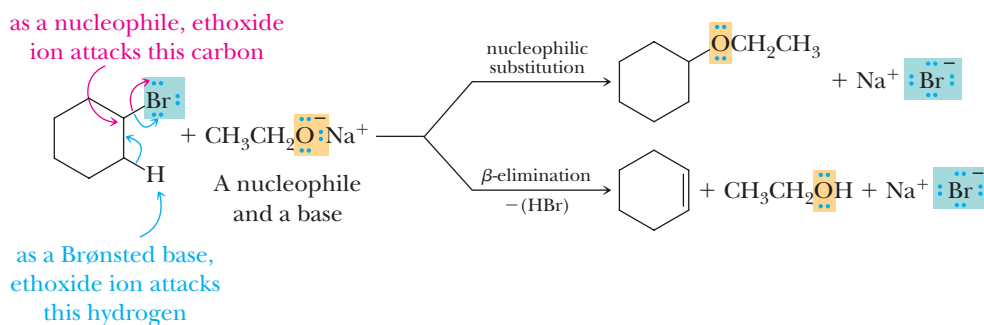 as a nucleophile, ethoxide
ion attacks this carbon
Br
H
+ CH₃CH₂O⁻ Na⁺
A nucleophile
and a base
as a Brønsted base,
ethoxide ion attacks
this hydrogen
nucleophilic
substitution
OCH₂CH₃
+ Na⁺ Br⁻
β-elimination
−(HBr)
+ CH₃CH₂OH + Na⁺ Br⁻